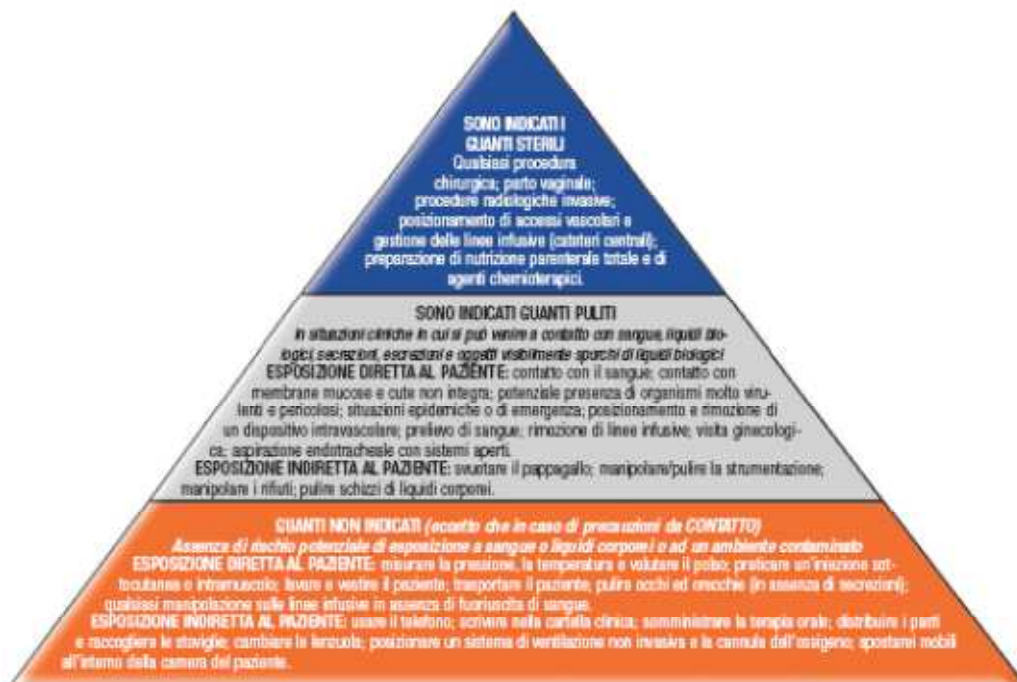 SONO INDICATI I
GUANTI STERILI
Qualsiasi procedura
chirurgica; parto vaginale;
procedure radiologiche invasive;
posizionamento di accessi vascolari e
gestione delle linee infusive (cateteri centrali);
preparazione di nutrizione parenterale totale e di
agenti chemioterapici.
SONO INDICATI GUANTI PULITI
In situazioni cliniche in cui si può venire a contatto con sangue, liquidi bio-
logici, secrezioni, escrezioni e oggetti visibilmente sporchi di liquidi biologici
ESPOSIZIONE DIRETTA AL PAZIENTE: contatto con il sangue; contatto con
membrane mucose e cute non integra; potenziale presenza di organismi molto viru-
lenti e pericolosi; situazioni epidemiche o di emergenza; posizionamento e rimozione di
un dispositivo intravascolare; prelievo di sangue; rimozione di linee infusive; visita ginecologi-
ca; aspirazione endotracheale con sistemi aperti.
ESPOSIZIONE INDIRETTA AL PAZIENTE: svuotare il pappagallo; manipolare/pulire la strumentazione;
manipolare i rifiuti; pulire schizzi di liquidi corporei.
GUANTI NON INDICATI (eccetto che in caso di precauzioni da CONTATTO)
Assenza di rischio potenziale di esposizione a sangue o liquidi corporei o ad un ambiente contaminato
ESPOSIZIONE DIRETTA AL PAZIENTE: misurare la pressione, la temperatura e valutare il polso; praticare un'iniezione sot-
tocutanea o intramuscolo; lavare e vestire il paziente; trasportare il paziente; pulire occhi ed orecchie (in assenza di secrezioni);
qualsiasi manipolazione sulle linee infusive in assenza di fuoriuscita di sangue.
ESPOSIZIONE INDIRETTA AL PAZIENTE: usare il telefono; scrivere nella cartella clinica; somministrare la terapia orale; distribuire i pasti
e raccogliere le stoviglie; cambiare le lenzuola; posizionare un sistema di ventilazione non invasiva e la cannula dell'ossigeno; spostare mobili
all'interno della camera del paziente.